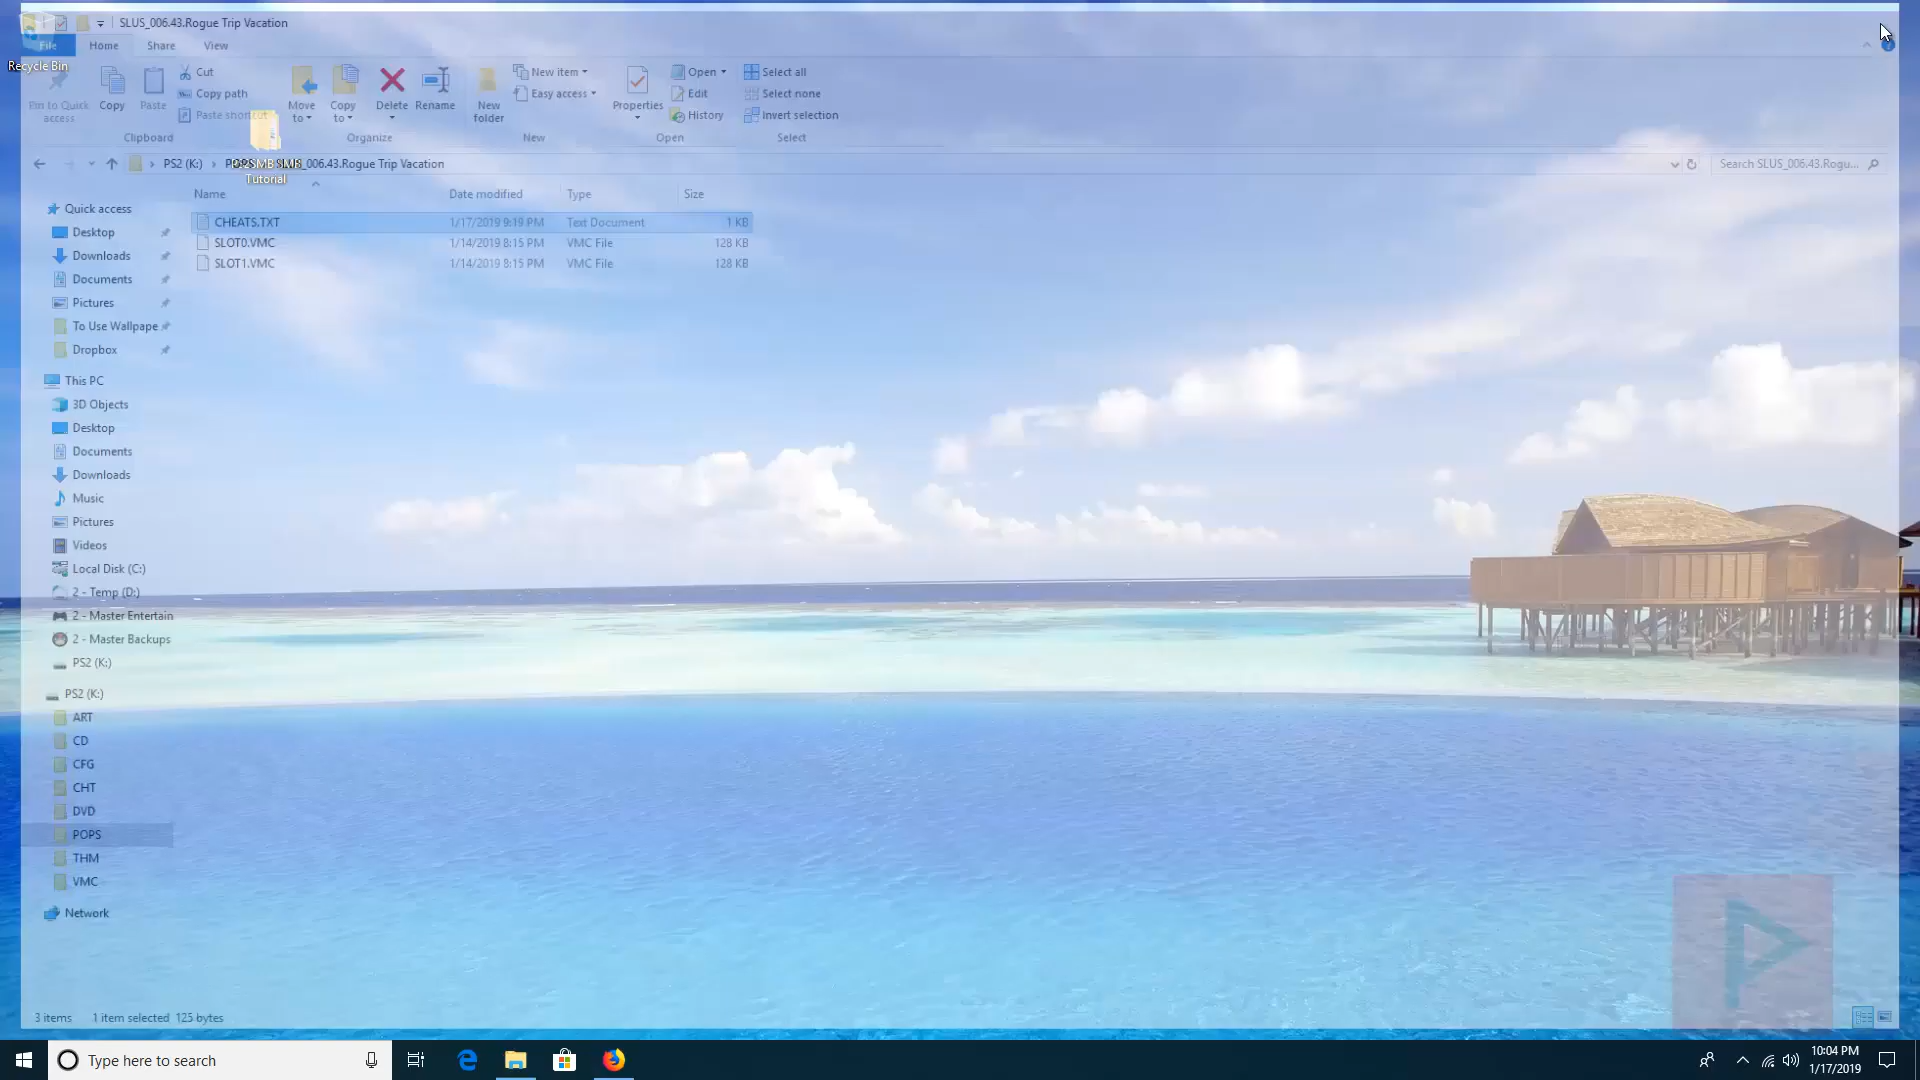 SLUS_006.43.Rogue Trip Vacation
File Home Share View
Recycle Bin
Pin to Quick access
Copy
Paste
Cut
Copy path
Paste shortcut
Clipboard
Move to
Copy to
Delete
Rename
Organize
New folder
New item
Easy access
New
Properties
Open
Edit
History
Open
Select all
Select none
Invert selection
Select
PS2 (K:) SLUS_006.43.Rogue Trip Vacation
Search SLUS_006.43.Rogu...
Tutorial
Name Date modified Type Size
CHEATS.TXT 1/17/2019 9:19 PM Text Document 1 KB
SLOT0.VMC 1/14/2019 8:15 PM VMC File 128 KB
SLOT1.VMC 1/14/2019 8:15 PM VMC File 128 KB
Quick access
Desktop
Downloads
Documents
Pictures
To Use Wallpape
Dropbox
This PC
3D Objects
Desktop
Documents
Downloads
Music
Pictures
Videos
Local Disk (C:)
2 - Temp (D:)
2 - Master Entertain
2 - Master Backups
PS2 (K:)
PS2 (K:)
ART
CD
CFG
CHT
DVD
POPS
THM
VMC
Network
3 items 1 item selected 125 bytes
Type here to search
10:04 PM
1/17/2019